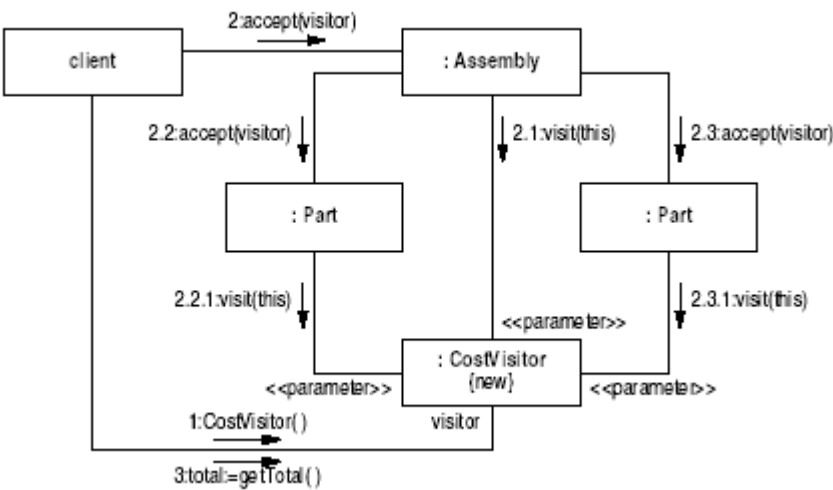 2:accept(visitor)
client
: Assembly
2.2:accept(visitor)
2.1:visit(this)
2.3:accept(visitor)
: Part
: Part
2.2.1:visit(this)
2.3.1:visit(this)
<<parameter>>
: CostVisitor
{new}
<<parameter>>
<<parameter>>
1:CostVisitor( )
visitor
3:total:=getTotal( )